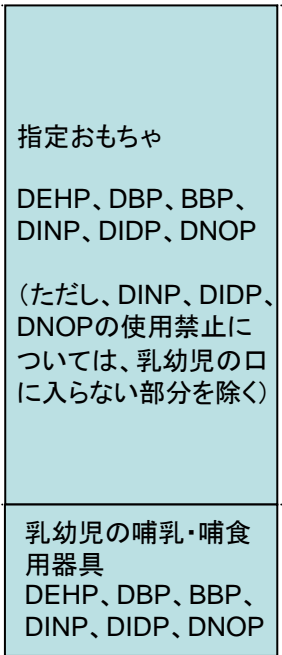 指定おもちゃ
DEHP、DBP、BBP、
DINP、DIDP、DNOP
（ただし、DINP、DIDP、
DNOPの使用禁止に
ついては、乳幼児の口
に入らない部分を除く）
乳幼児の哺乳・哺食
用器具
DEHP、DBP、BBP、
DINP、DIDP、DNOP